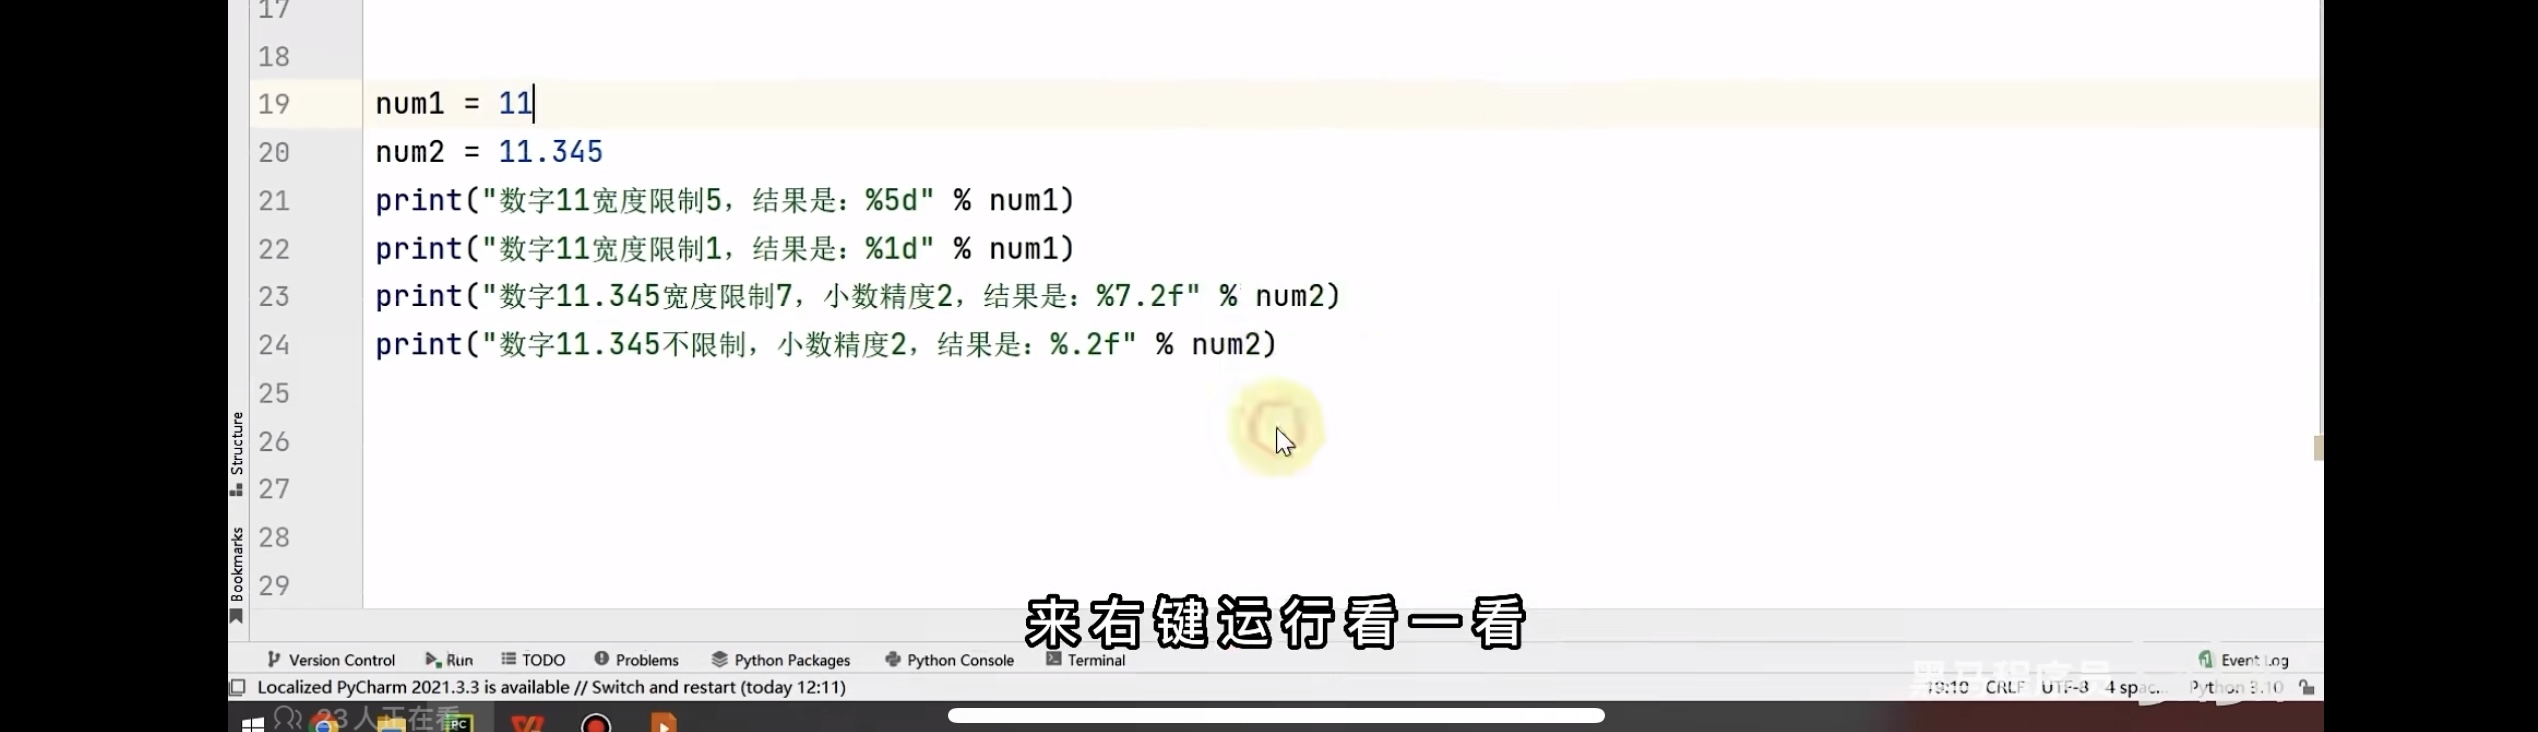 17
18
19 num1 = 11
20 num2 = 11.345
21 print("数字11宽度限制5，结果是：%5d" % num1)
22 print("数字11宽度限制1，结果是：%1d" % num1)
23 print("数字11.345宽度限制7，小数精度2，结果是：%7.2f" % num2)
24 print("数字11.345不限制，小数精度2，结果是：%.2f" % num2)
25
26
27
28
29
Structure
Bookmarks
来右键运行看一看
Version Control Run TODO Problems Python Packages Python Console Terminal Event Log
Localized PyCharm 2021.3.3 is available // Switch and restart (today 12:11) 19:10 CRLF UTF-8 4 spac... Python 3.10
黑马程序员
23人正在看
PC